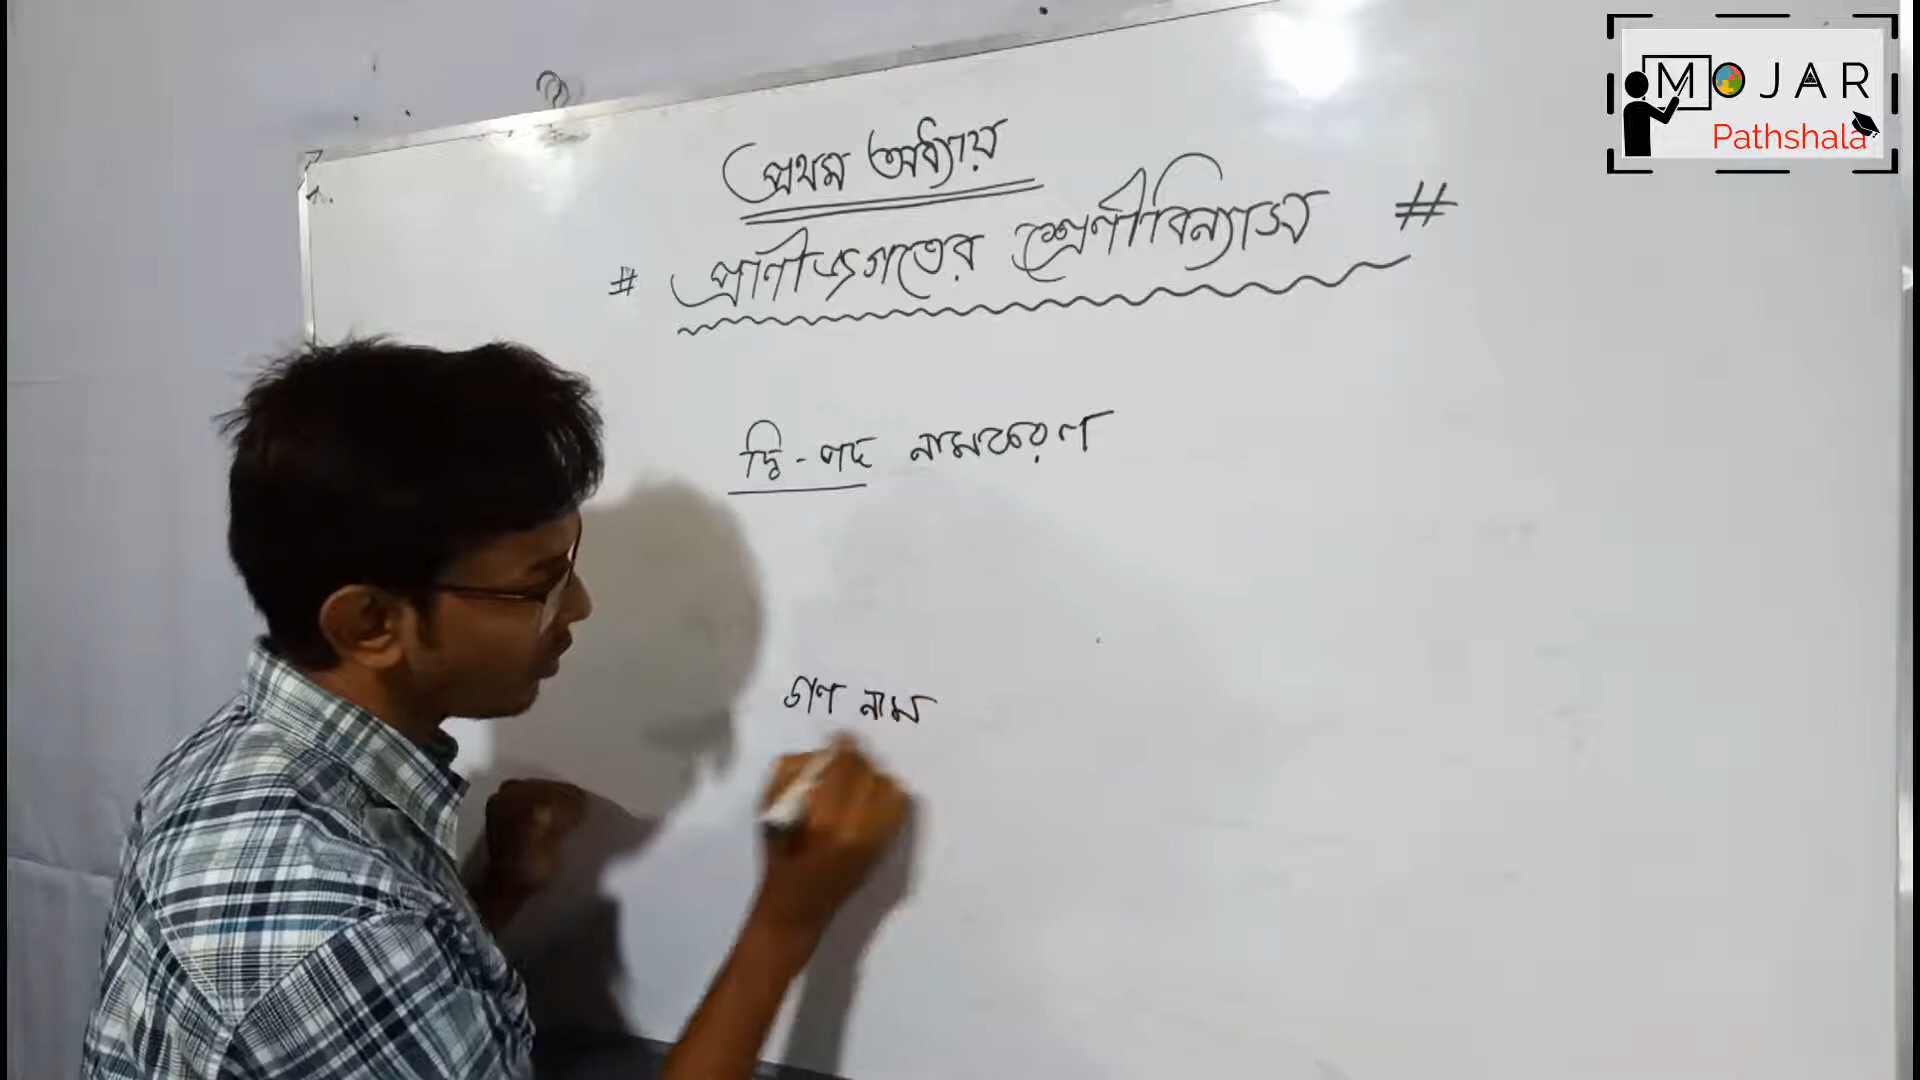 MOJAR
Pathshala
প্রথম অধ্যায়
# প্রাণীজগতের শ্রেণীবিন্যাস #
দ্বি-পদ নামকরণ
গণ নাম